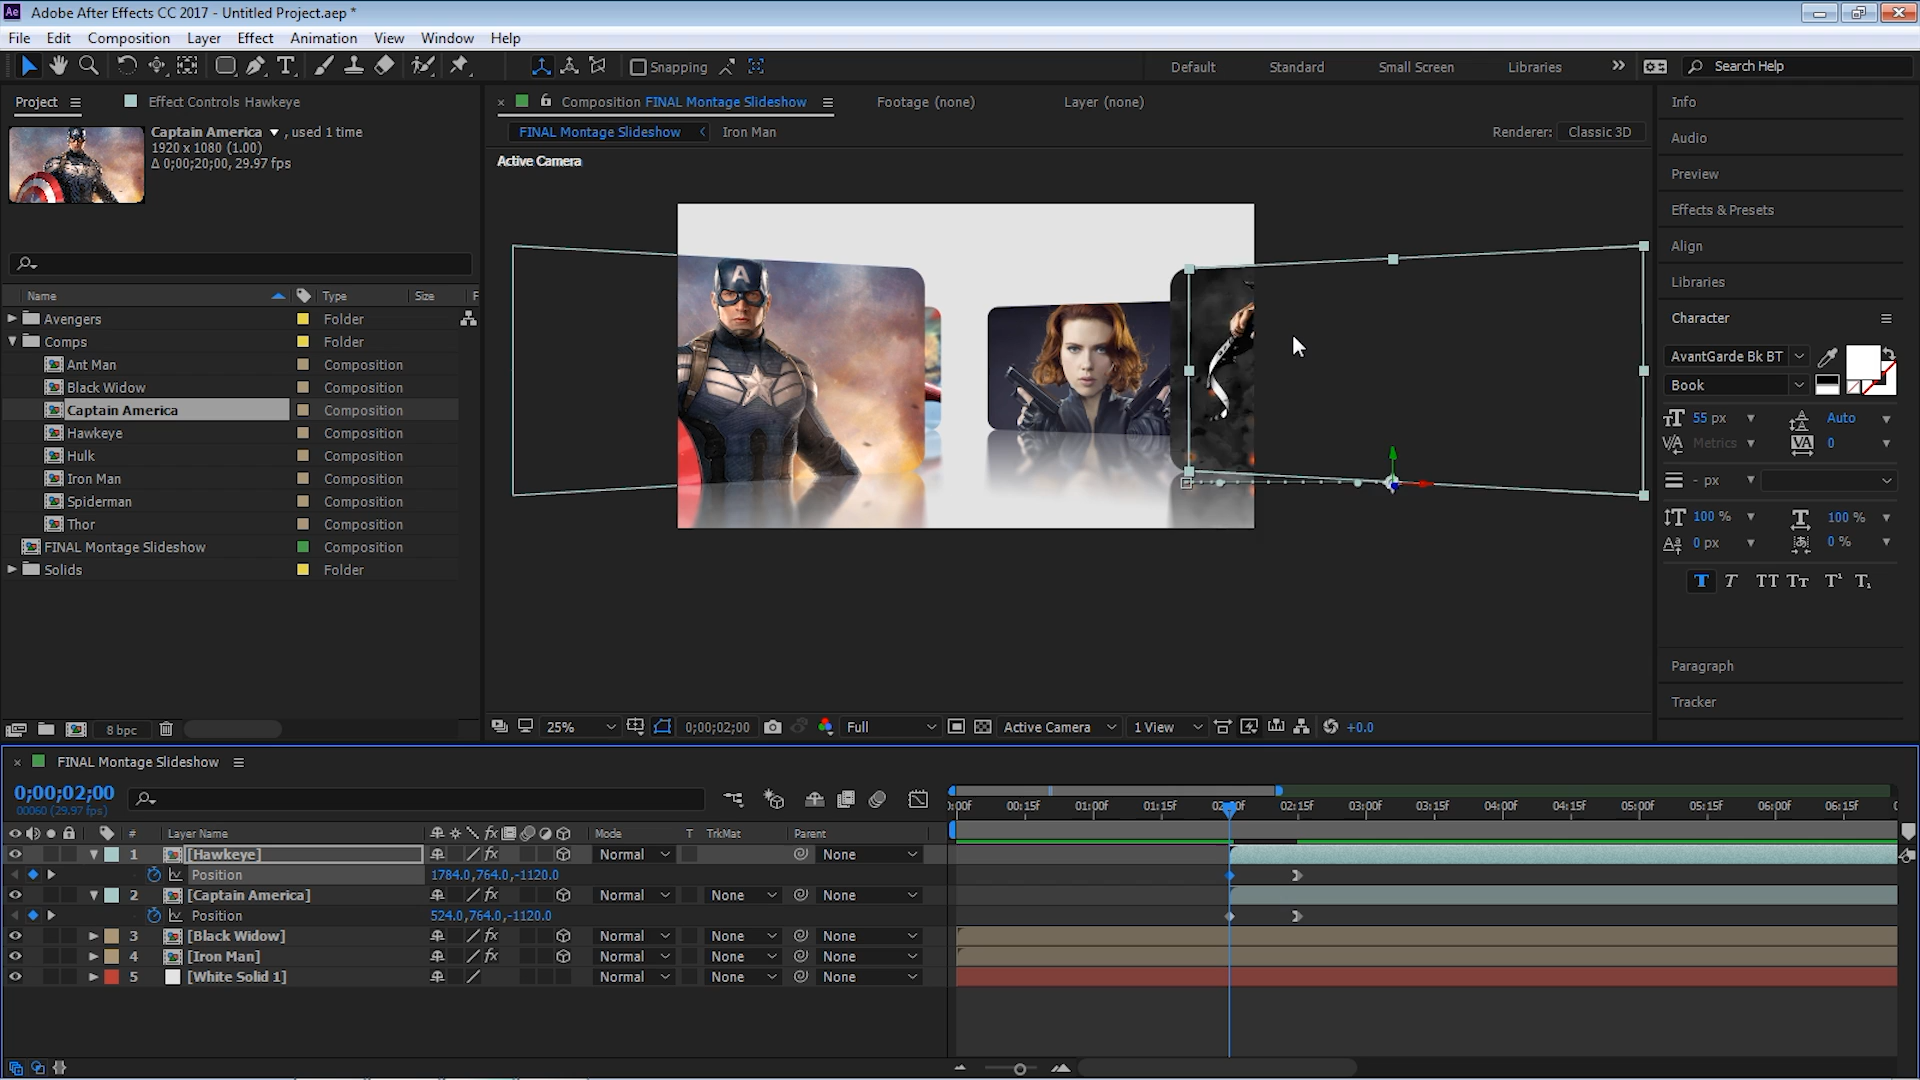 Adobe After Effects CC 2017 - Untitled Project.aep *
File Edit Composition Layer Effect Animation View Window Help
Snapping
Default Standard Small Screen Libraries Search Help
Project Effect Controls Hawkeye
Captain America , used 1 time
1920 x 1080 (1.00)
Δ 0;00;20;00, 29.97 fps
Composition FINAL Montage Slideshow Footage (none) Layer (none)
FINAL Montage Slideshow Iron Man Renderer: Classic 3D
Active Camera
Name Type Size F
Avengers Folder
Comps Folder
Ant Man Composition
Black Widow Composition
Captain America Composition
Hawkeye Composition
Hulk Composition
Iron Man Composition
Spiderman Composition
Thor Composition
FINAL Montage Slideshow Composition
Solids Folder
8 bpc
A
25% 0;00;02;00 Full Active Camera 1 View +0.0
Info
Audio
Preview
Effects & Presets
Align
Libraries
Character
AvantGarde Bk BT
Book
55 px Auto
Metrics 0
- px
100 % 100 %
0 px 0 %
T T TT Tт T¹ T₁
Paragraph
Tracker
FINAL Montage Slideshow
0;00;02;00
00060 (29.97 fps)
# Layer Name Mode T TrkMat Parent
1 [Hawkeye] Normal None
Position 1784.0,764.0,-1120.0
2 [Captain America] Normal None None
Position 524.0,764.0,-1120.0
3 [Black Widow] Normal None None
4 [Iron Man] Normal None None
5 [White Solid 1] Normal None None
):00f 00:15f 01:00f 01:15f 02:00f 02:15f 03:00f 03:15f 04:00f 04:15f 05:00f 05:15f 06:00f 06:15f